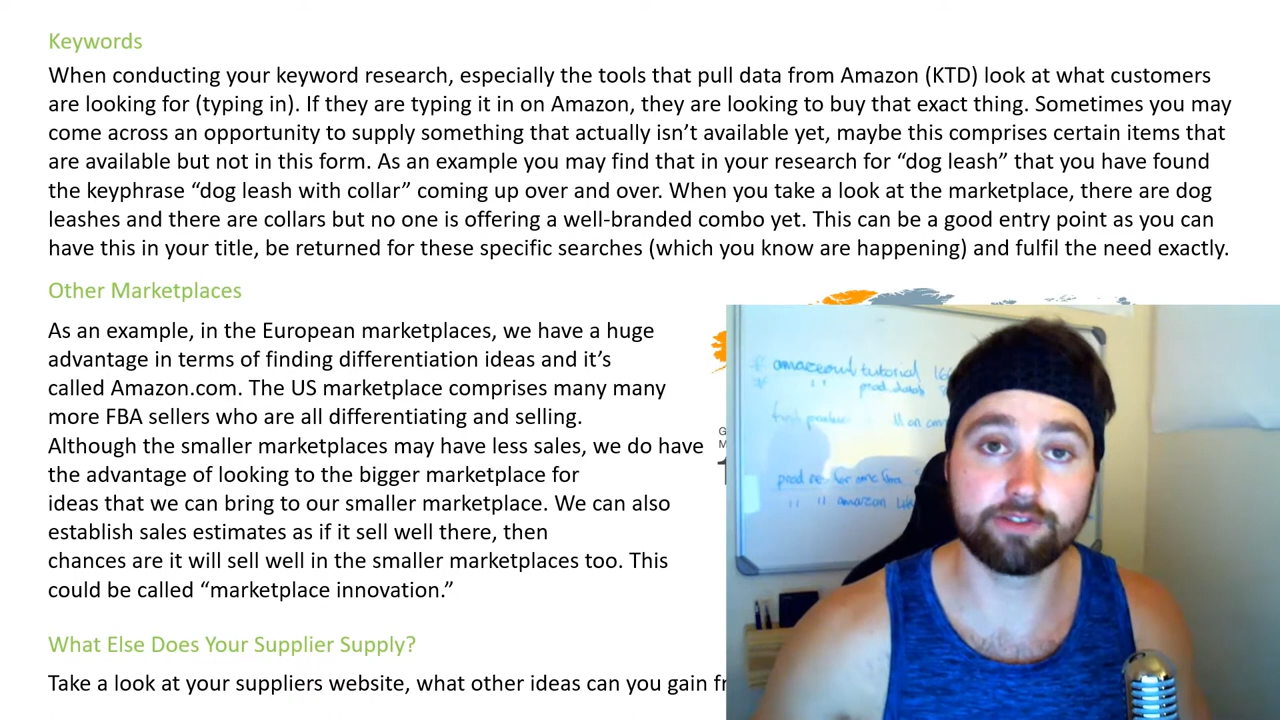 Keywords
When conducting your keyword research, especially the tools that pull data from Amazon (KTD) look at what customers
are looking for (typing in). If they are typing it in on Amazon, they are looking to buy that exact thing. Sometimes you may
come across an opportunity to supply something that actually isn’t available yet, maybe this comprises certain items that
are available but not in this form. As an example you may find that in your research for “dog leash” that you have found
the keyphrase “dog leash with collar” coming up over and over. When you take a look at the marketplace, there are dog
leashes and there are collars but no one is offering a well-branded combo yet. This can be a good entry point as you can
have this in your title, be returned for these specific searches (which you know are happening) and fulfil the need exactly.
Other Marketplaces
As an example, in the European marketplaces, we have a huge
advantage in terms of finding differentiation ideas and it’s
called Amazon.com. The US marketplace comprises many many
more FBA sellers who are all differentiating and selling.
Although the smaller marketplaces may have less sales, we do have
the advantage of looking to the bigger marketplace for
ideas that we can bring to our smaller marketplace. We can also
establish sales estimates as if it sell well there, then
chances are it will sell well in the smaller marketplaces too. This
could be called “marketplace innovation.”
What Else Does Your Supplier Supply?
Take a look at your suppliers website, what other ideas can you gain
tutorial
amazon